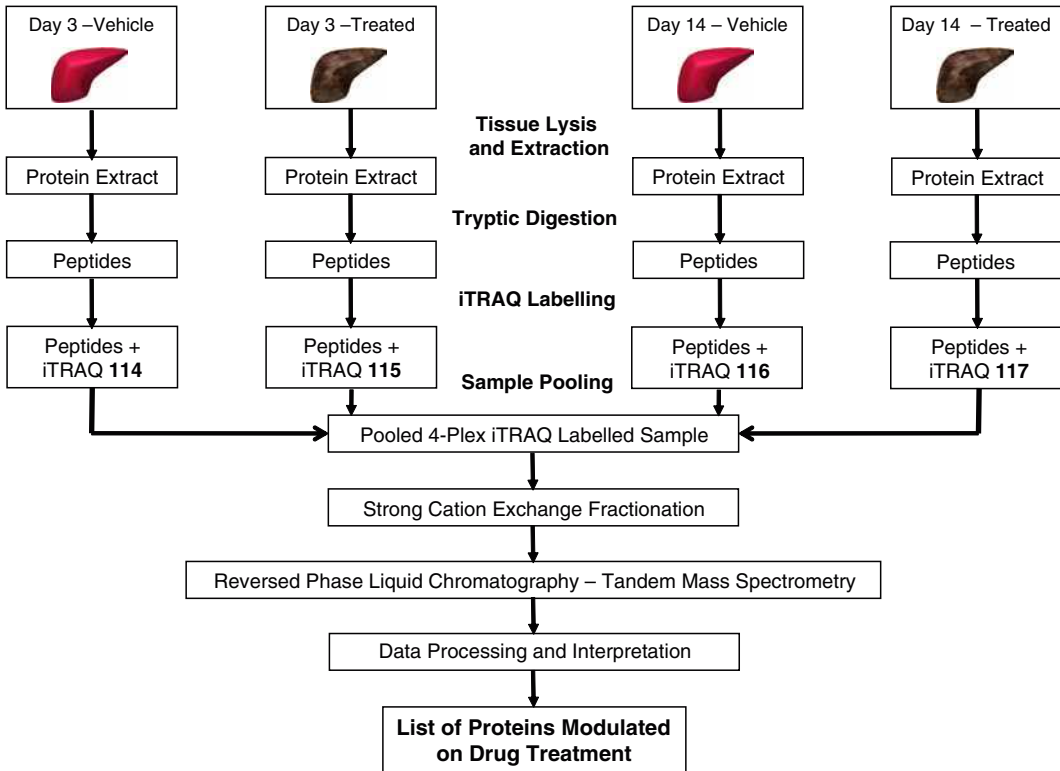 Day 3 –Vehicle
Day 3 –Treated
Day 14 – Vehicle
Day 14 – Treated
Tissue Lysis
and Extraction
Protein Extract
Protein Extract
Protein Extract
Protein Extract
Tryptic Digestion
Peptides
Peptides
Peptides
Peptides
iTRAQ Labelling
Peptides +
iTRAQ 114
Peptides +
iTRAQ 115
Peptides +
iTRAQ 116
Peptides +
iTRAQ 117
Sample Pooling
Pooled 4-Plex iTRAQ Labelled Sample
Strong Cation Exchange Fractionation
Reversed Phase Liquid Chromatography – Tandem Mass Spectrometry
Data Processing and Interpretation
List of Proteins Modulated
on Drug Treatment